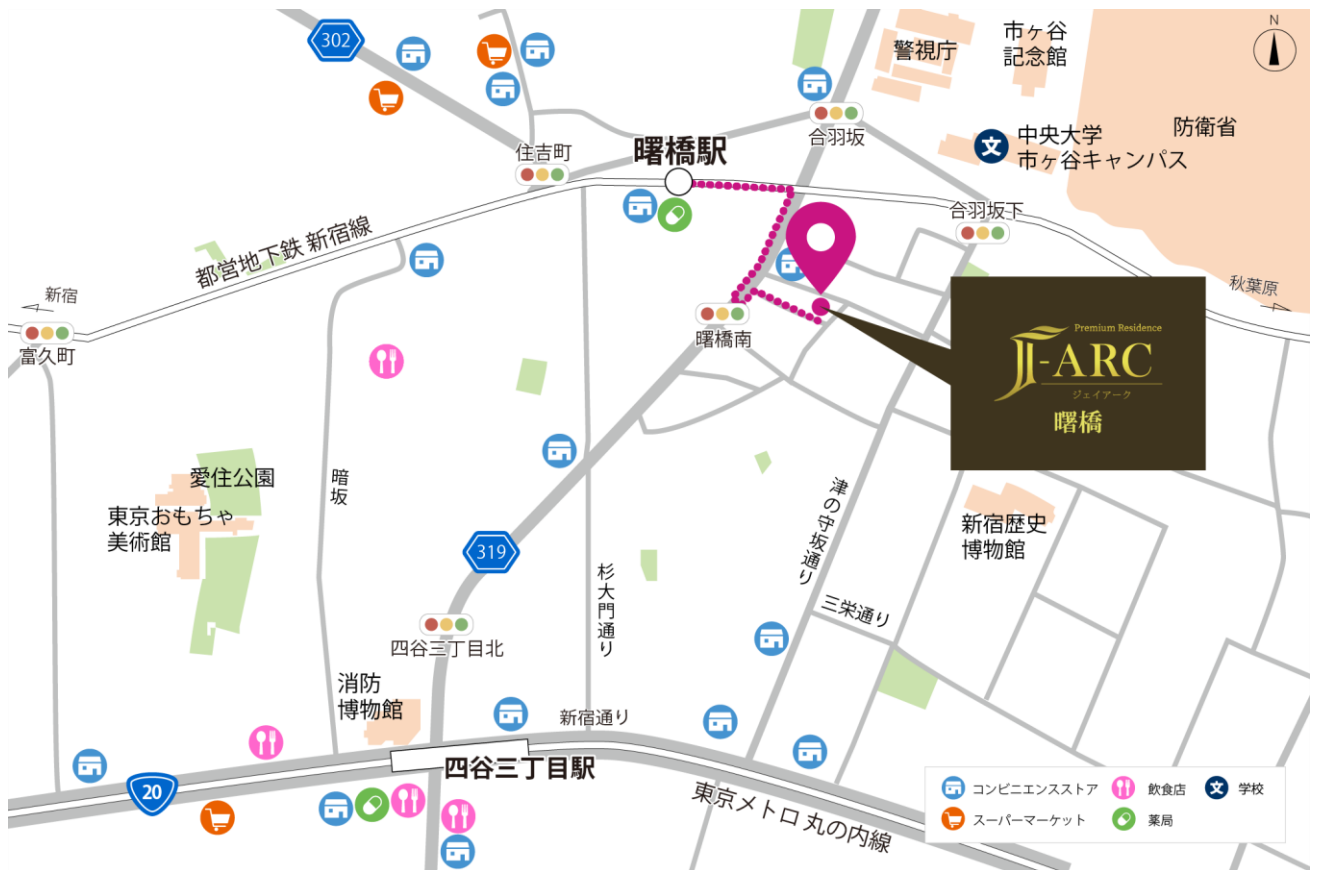 302
警視庁
市ヶ谷
記念館
N
合羽坂
住吉町
曙橋駅
中央大学
市ヶ谷キャンパス
文
防衛省
合羽坂下
都営地下鉄 新宿線
新宿
富久町
秋葉原
曙橋南
Premium Residence
J-ARC
ジェイアーク
曙橋
愛住公園
東京おもちゃ
美術館
暗坂
津の守坂通り
新宿歴史
博物館
319
杉大門通り
三栄通り
四谷三丁目北
消防
博物館
新宿通り
四谷三丁目駅
20
東京メトロ 丸の内線
コンビニエンスストア
飲食店
文 学校
スーパーマーケット
薬局